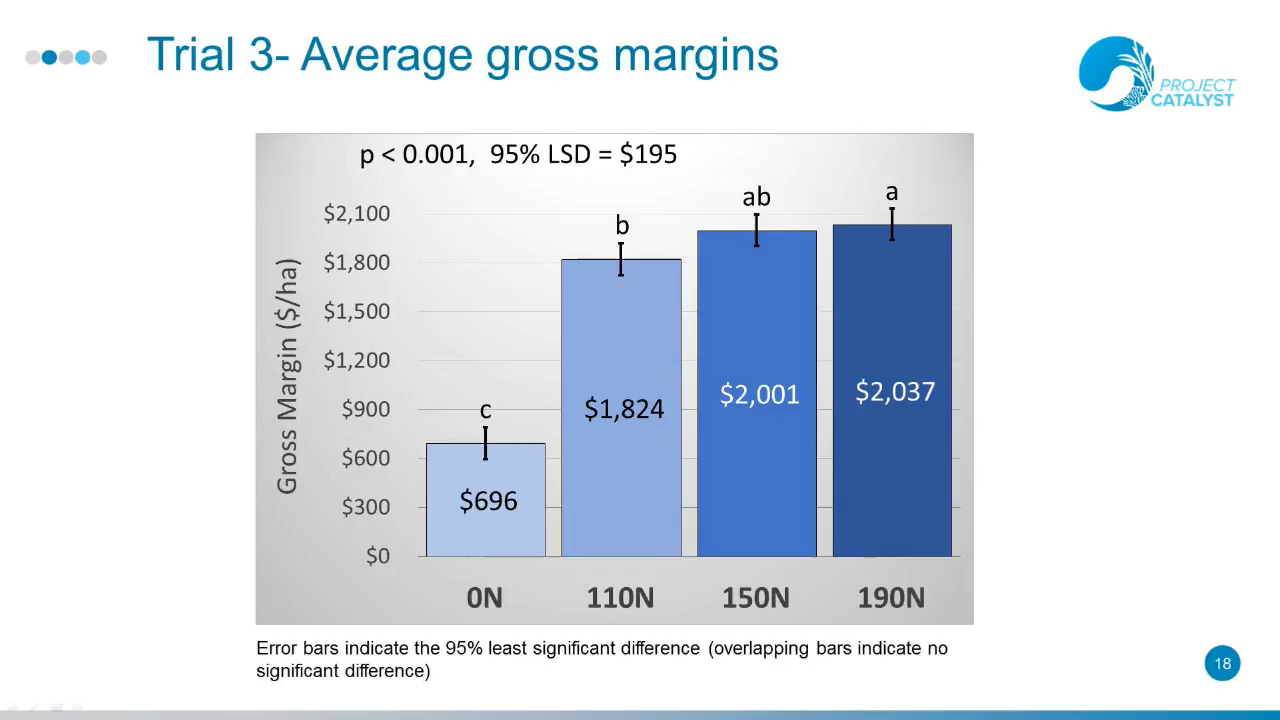 Trial 3- Average gross margins
PROJECT
CATALYST
p < 0.001, 95% LSD = $195
Gross Margin ($/ha)
$2,100
$1,800
$1,500
$1,200
$900
$600
$300
$0
c
b
ab
a
$696
$1,824
$2,001
$2,037
0N
110N
150N
190N
Error bars indicate the 95% least significant difference (overlapping bars indicate no
significant difference)
18